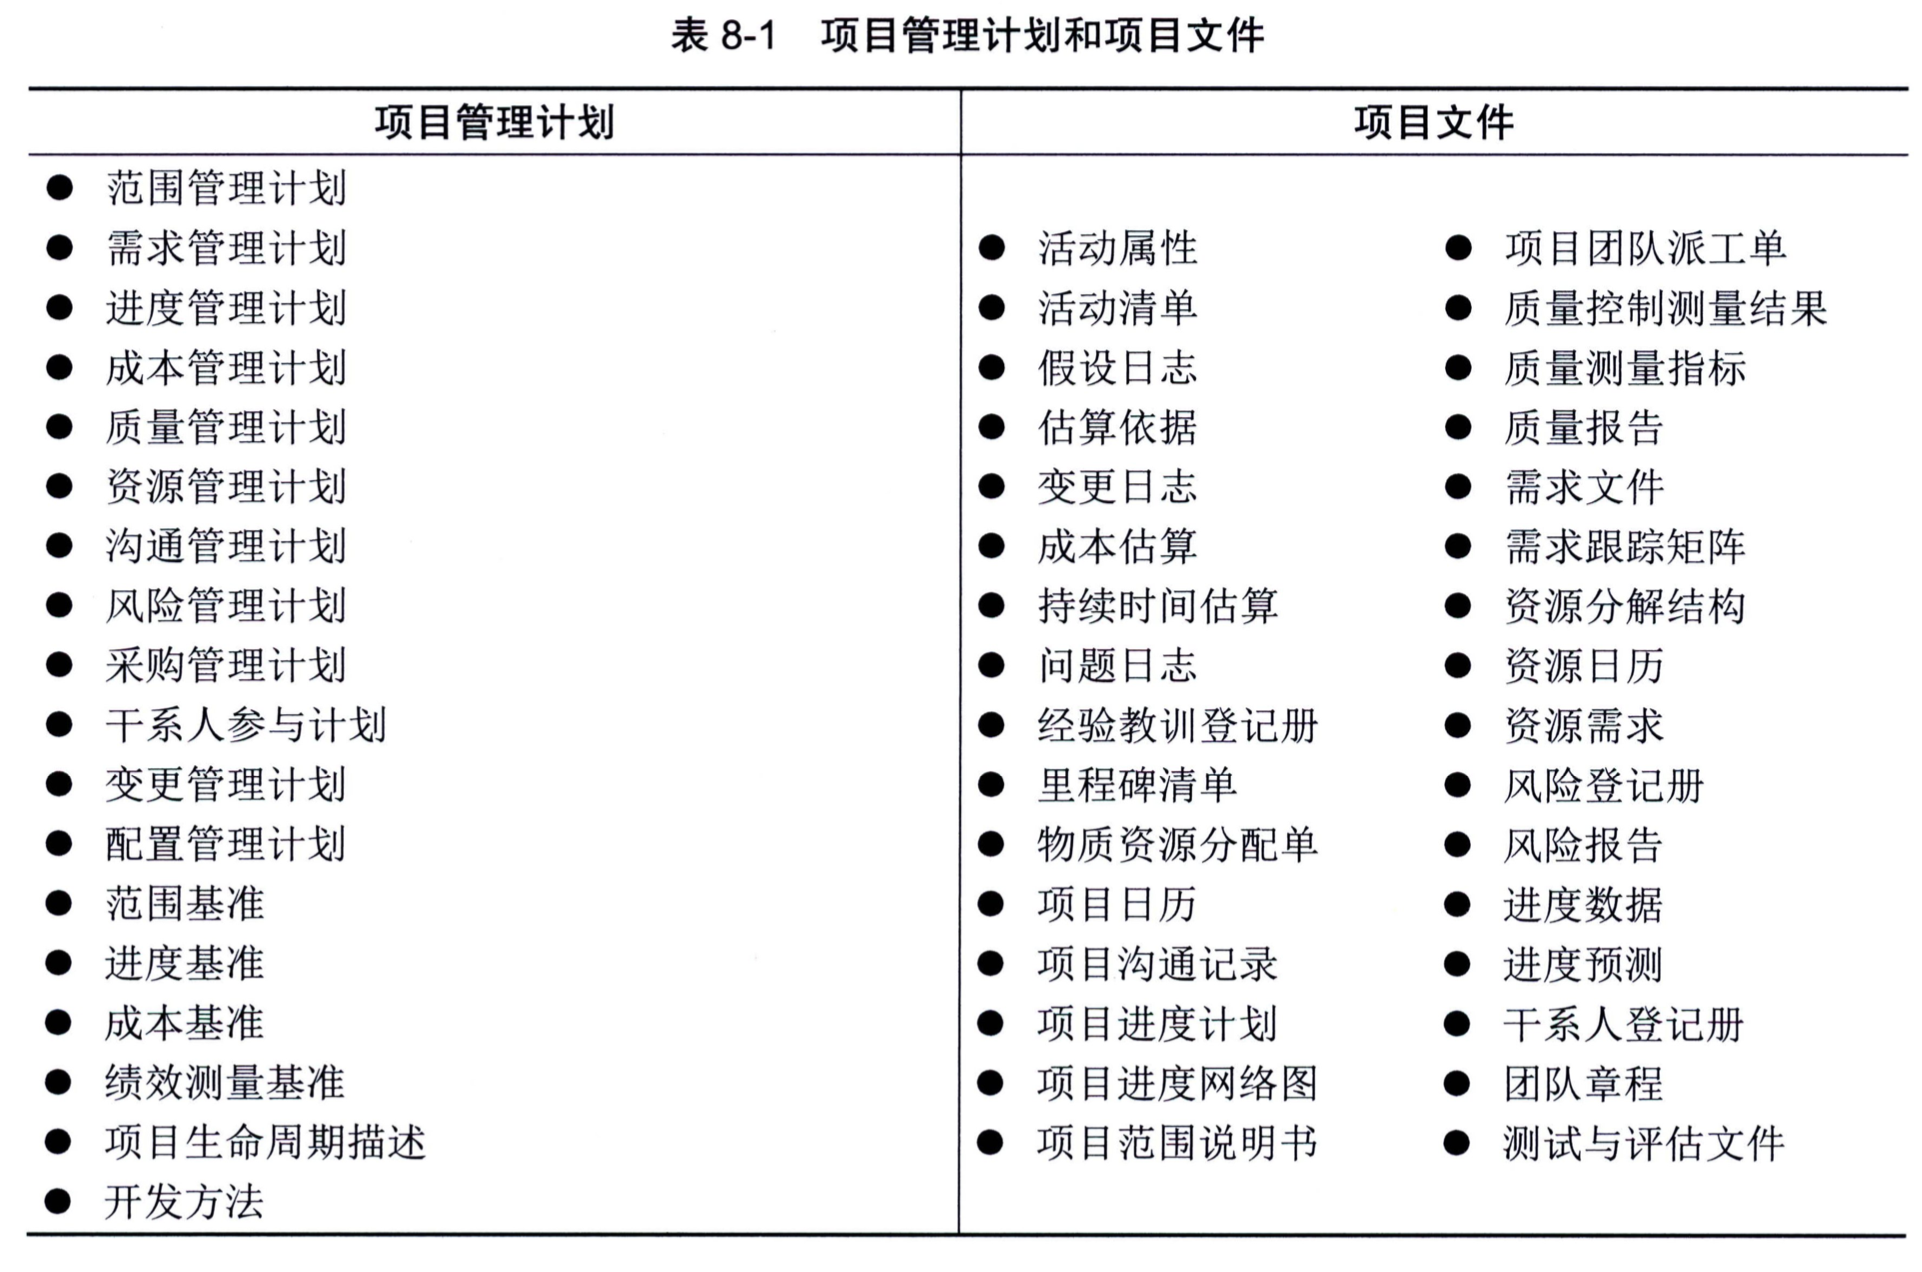 表 8-1 项目管理计划和项目文件
项目管理计划 项目文件
● 范围管理计划
● 需求管理计划 ● 活动属性 ● 项目团队派工单
● 进度管理计划 ● 活动清单 ● 质量控制测量结果
● 成本管理计划 ● 假设日志 ● 质量测量指标
● 质量管理计划 ● 估算依据 ● 质量报告
● 资源管理计划 ● 变更日志 ● 需求文件
● 沟通管理计划 ● 成本估算 ● 需求跟踪矩阵
● 风险管理计划 ● 持续时间估算 ● 资源分解结构
● 采购管理计划 ● 问题日志 ● 资源日历
● 干系人参与计划 ● 经验教训登记册 ● 资源需求
● 变更管理计划 ● 里程碑清单 ● 风险登记册
● 配置管理计划 ● 物质资源分配单 ● 风险报告
● 范围基准 ● 项目日历 ● 进度数据
● 进度基准 ● 项目沟通记录 ● 进度预测
● 成本基准 ● 项目进度计划 ● 干系人登记册
● 绩效测量基准 ● 项目进度网络图 ● 团队章程
● 项目生命周期描述 ● 项目范围说明书 ● 测试与评估文件
● 开发方法